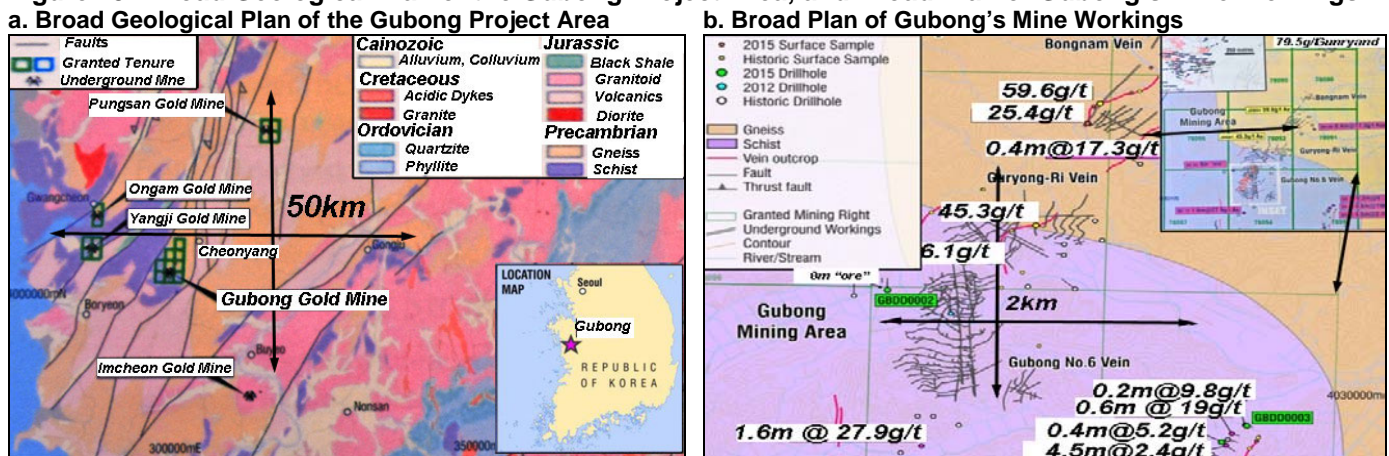 a. Broad Geological Plan of the Gubong Project Area
b. Broad Plan of Gubong's Mine Workings
Faults
Granted Tenure
Underground Mne
Cainozoic
Alluvium, Colluvium
Cretaceous
Acidic Dykes
Granite
Ordovician
Quartzite
Phyllite
Jurassic
Black Shale
Granitoid
Volcanics
Diorite
Precambrian
Gneiss
Schist
Pungsan Gold Mine
Gwangcheon
Ongam Gold Mine
Yangji Gold Mine
50km
Cheonyang
Gongju
Gubong Gold Mine
Boryeon
Buyeo
Imcheon Gold Mine
Nonsan
300000mE
LOCATION
MAP
Seoul
Gubong
REPUBLIC
OF KOREA
2015 Surface Sample
Historic Surface Sample
2015 Drillhole
2012 Drillhole
Historic Drillhole
Gneiss
Schist
Vein outcrop
Fault
Thrust fault
Granted Mining Right
Underground Workings
Contour
River/Stream
Bongnam Vein
59.6g/t
25.4g/t
0.4m@17.3g/t
Guryong-Ri Vein
45.3g/t
6.1g/t
GBDD0002
2km
Gubong
Mining Area
Gubong No.6 Vein
0.2m@9.8g/t
0.6m @ 19g/t
GBDD0003
0.4m@5.2g/t
4.5m@2.4g/t
1.6m @ 27.9g/t
Gubong
Mining Area
Bangnam Vein
Guryong-Ri Vein
Gubong No 6 Vein
INSET